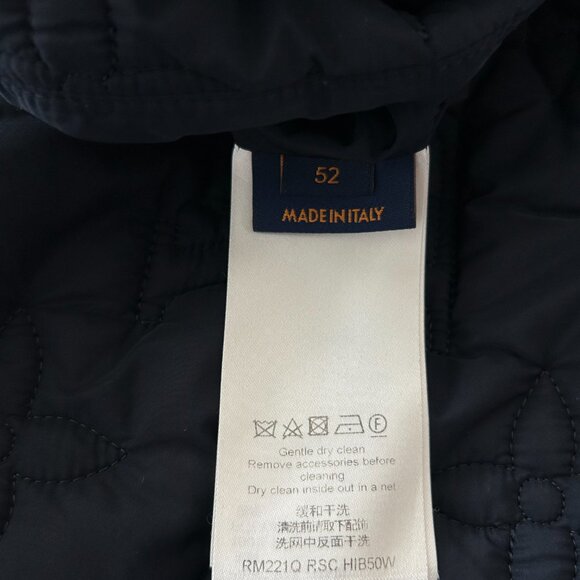 52
MADE IN ITALY
Gentle dry clean
Remove accessories before
cleaning
Dry clean inside out in a net
缓和干洗
清洗前请取下配饰
洗网中反面干洗
RM221Q RSC HIB50W